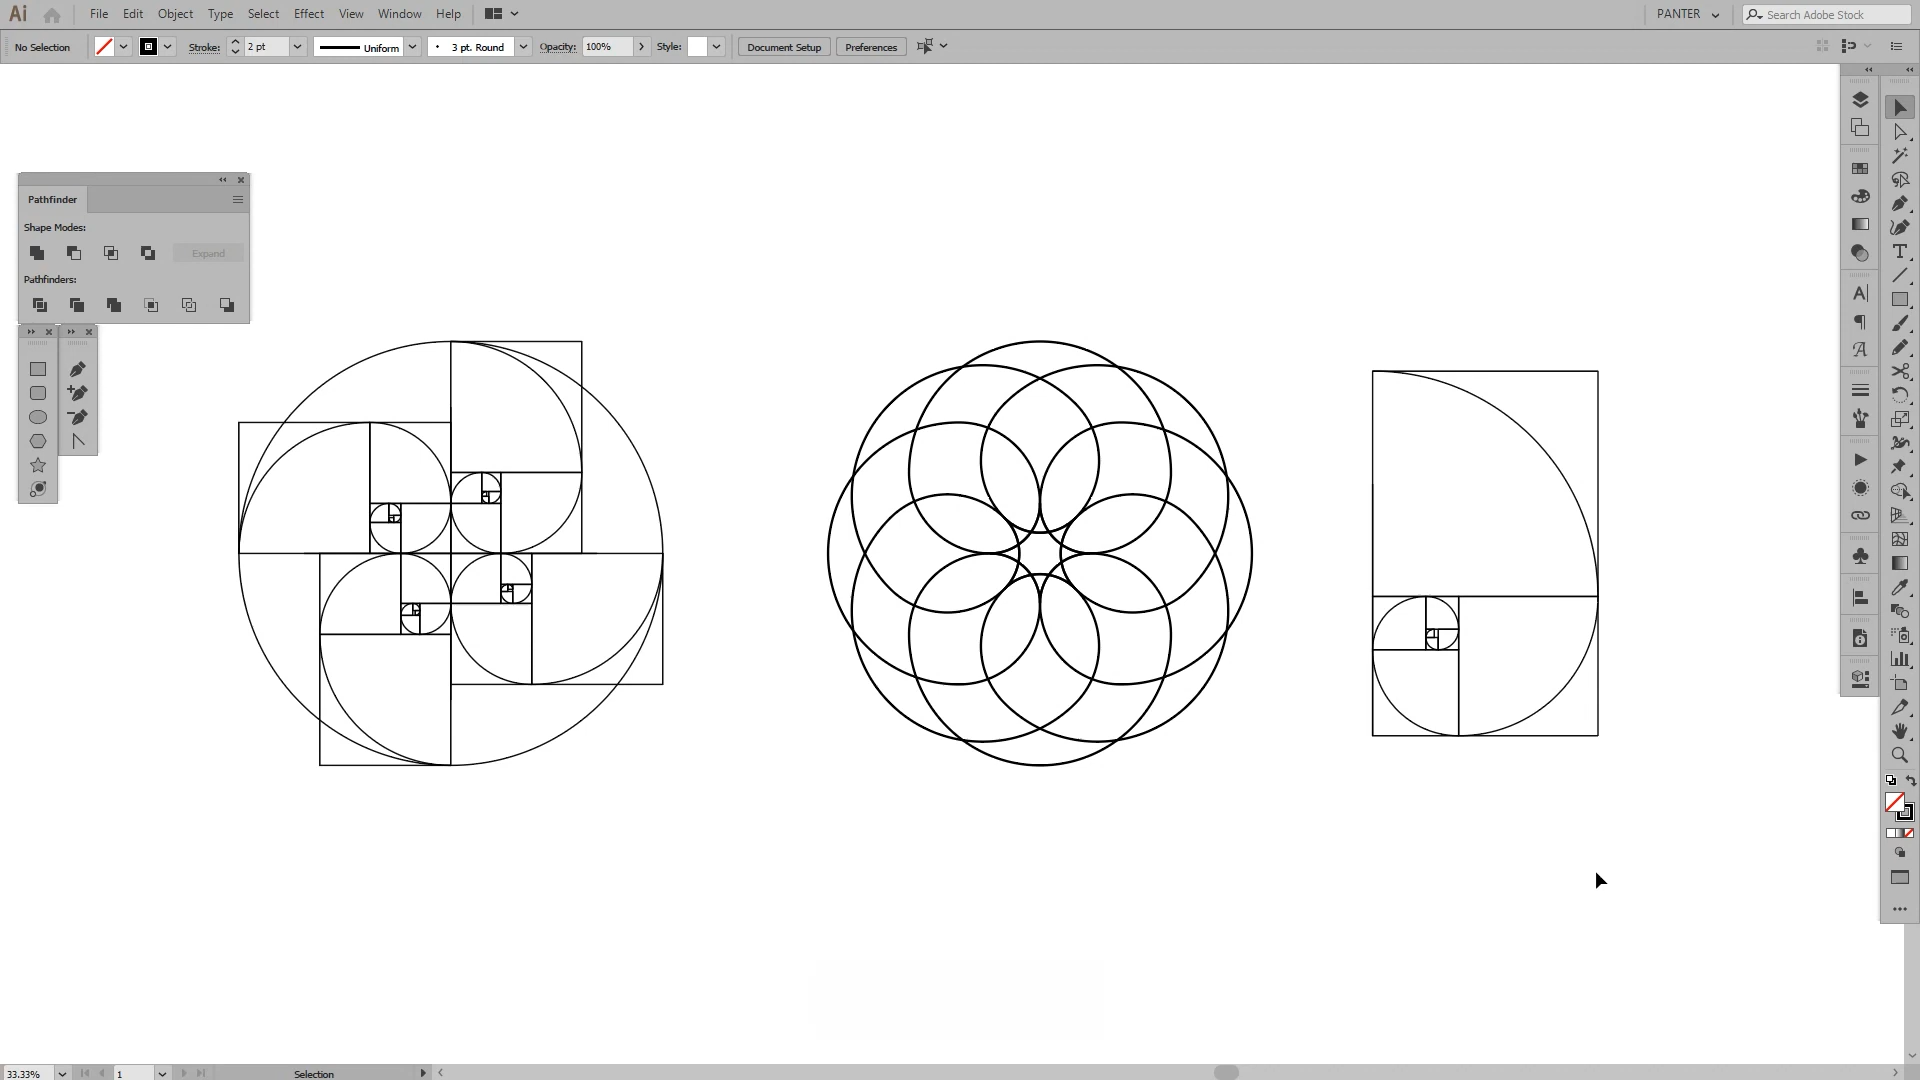 Ai File Edit Object Type Select Effect View Window Help PANTER Search Adobe Stock
No Selection Stroke: 2 pt Uniform 3 pt. Round Opacity: 100% Style: Document Setup Preferences
Pathfinder
Shape Modes:
Expand
Pathfinders:
33.33% 1 Selection